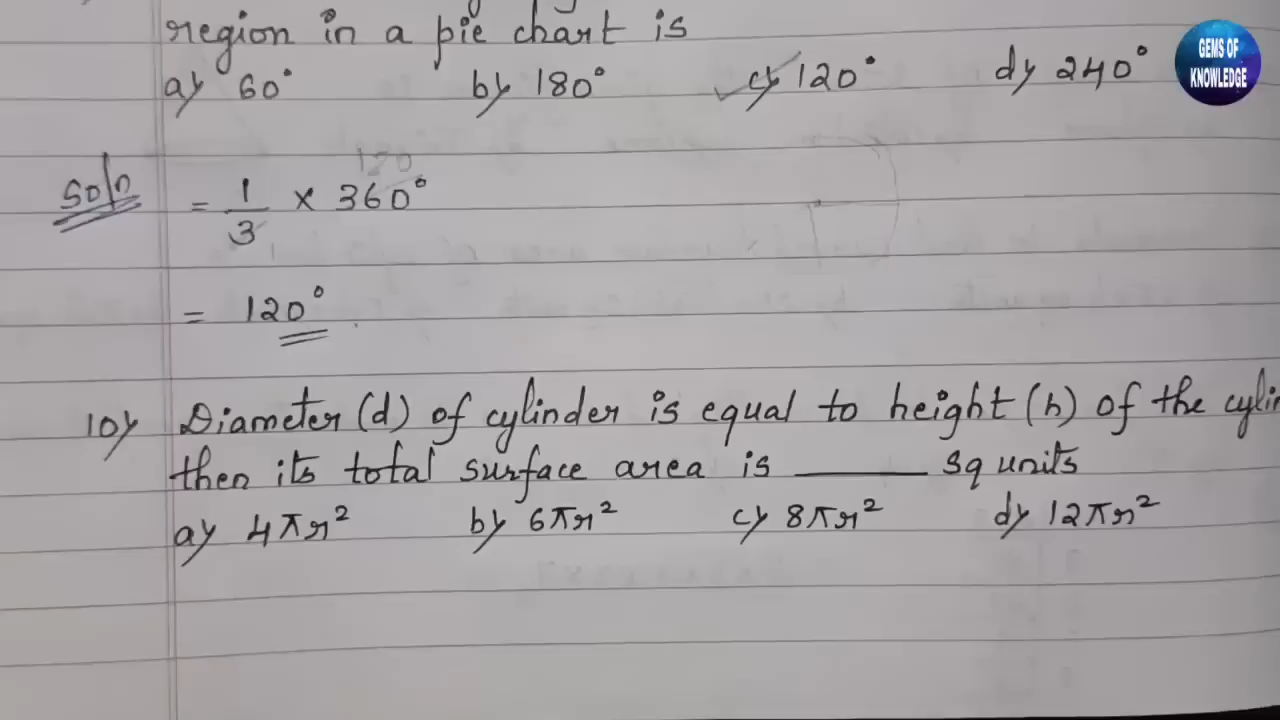 region in a pie chart is
a) 60° b) 180° c) 120° d) 240°
GEMS OF
KNOWLEDGE
Soln = 1/3 × 360°
120
= 120°
10) Diameter (d) of cylinder is equal to height (h) of the cylin
then its total surface area is ______ sq units
a) 4πr² b) 6πr² c) 8πr² d) 12πr²